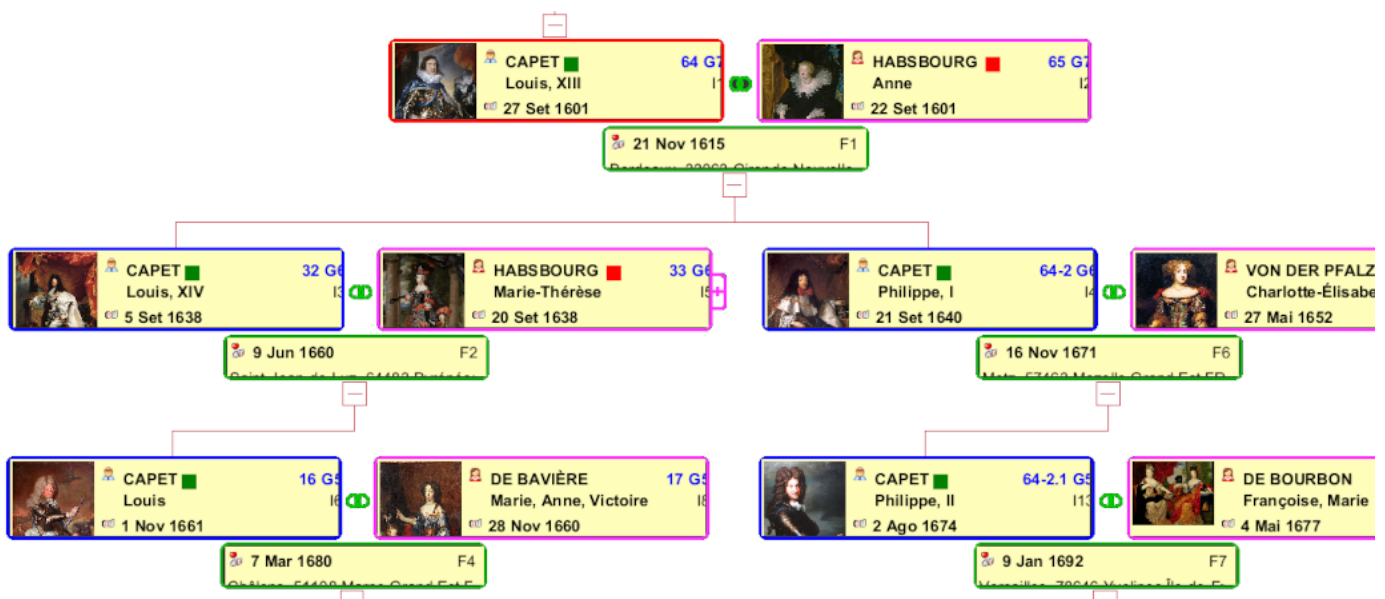 CAPET 64 G7
Louis, XIII I1
27 Set 1601
HABSBOURG 65 G7
Anne I2
22 Set 1601
21 Nov 1615 F1
CAPET 32 G6
Louis, XIV I3
5 Set 1638
HABSBOURG 33 G6
Marie-Thérèse I5
20 Set 1638
CAPET 64-2 G6
Philippe, I I4
21 Set 1640
VON DER PFALZ
Charlotte-Élisabe
27 Mai 1652
9 Jun 1660 F2
16 Nov 1671 F6
CAPET 16 G5
Louis I6
1 Nov 1661
DE BAVIÈRE 17 G5
Marie, Anne, Victoire I8
28 Nov 1660
CAPET 64-2.1 G5
Philippe, II I13
2 Ago 1674
DE BOURBON
Françoise, Marie
4 Mai 1677
7 Mar 1680 F4
9 Jan 1692 F7